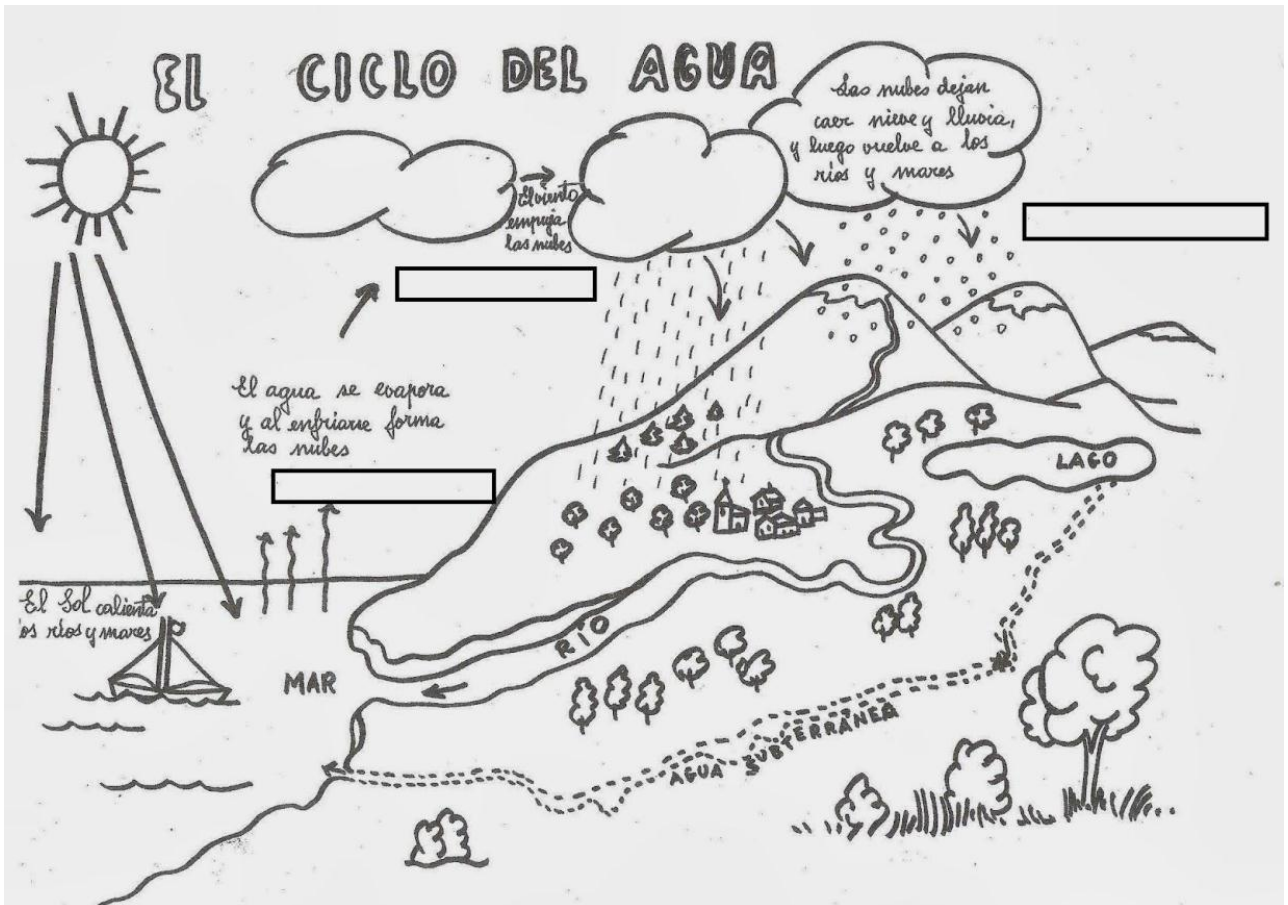 EL CICLO DEL AGUA
Las nubes dejan
caer nieve y lluvia,
y luego vuelve a los
ríos y mares
El viento
empuja
las nubes
El agua se evapora
y al enfriarse forma
las nubes
LAGO
El Sol calienta
os ríos y mares
RÍO
MAR
AGUA SUBTERRÁNEA